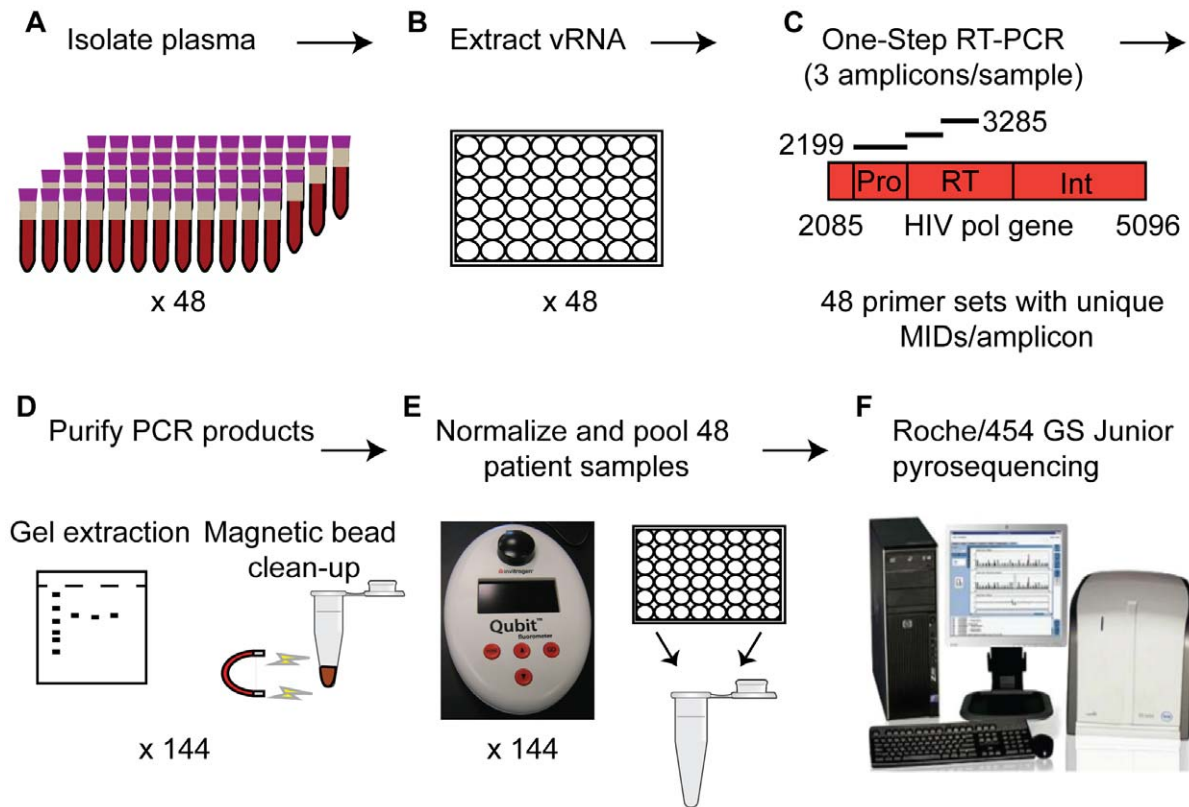 A Isolate plasma
x 48
B Extract vRNA
x 48
C One-Step RT-PCR
(3 amplicons/sample)
2199
3285
Pro RT Int
2085 HIV pol gene 5096
48 primer sets with unique
MIDs/amplicon
D Purify PCR products
Gel extraction
Magnetic bead
clean-up
x 144
E Normalize and pool 48
patient samples
invitrogen
Qubit™
fluorometer
x 144
F Roche/454 GS Junior
pyrosequencing